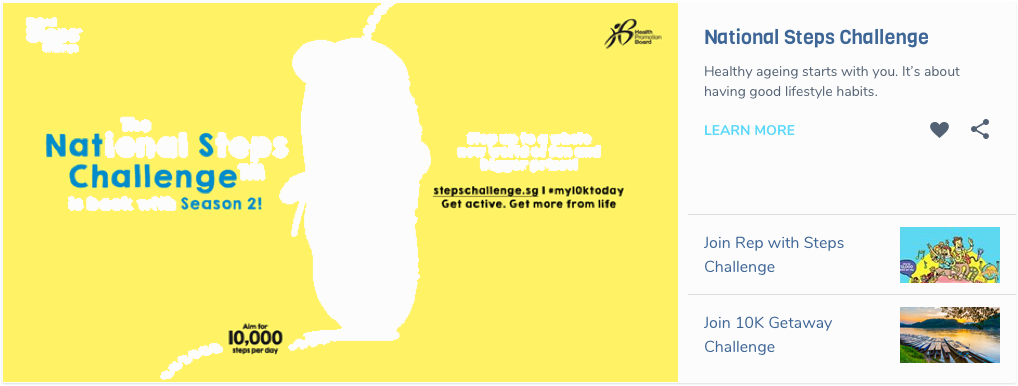 Health
Promotion
Board
The
National Steps
Challenge™
is back with Season 2!
stepschallenge.sg I #my10ktoday
Get active. Get more from life
Aim for
10,000
steps per day
National Steps Challenge
Healthy ageing starts with you. It's about
having good lifestyle habits.
LEARN MORE
Join Rep with Steps
Challenge
Join 10K Getaway
Challenge